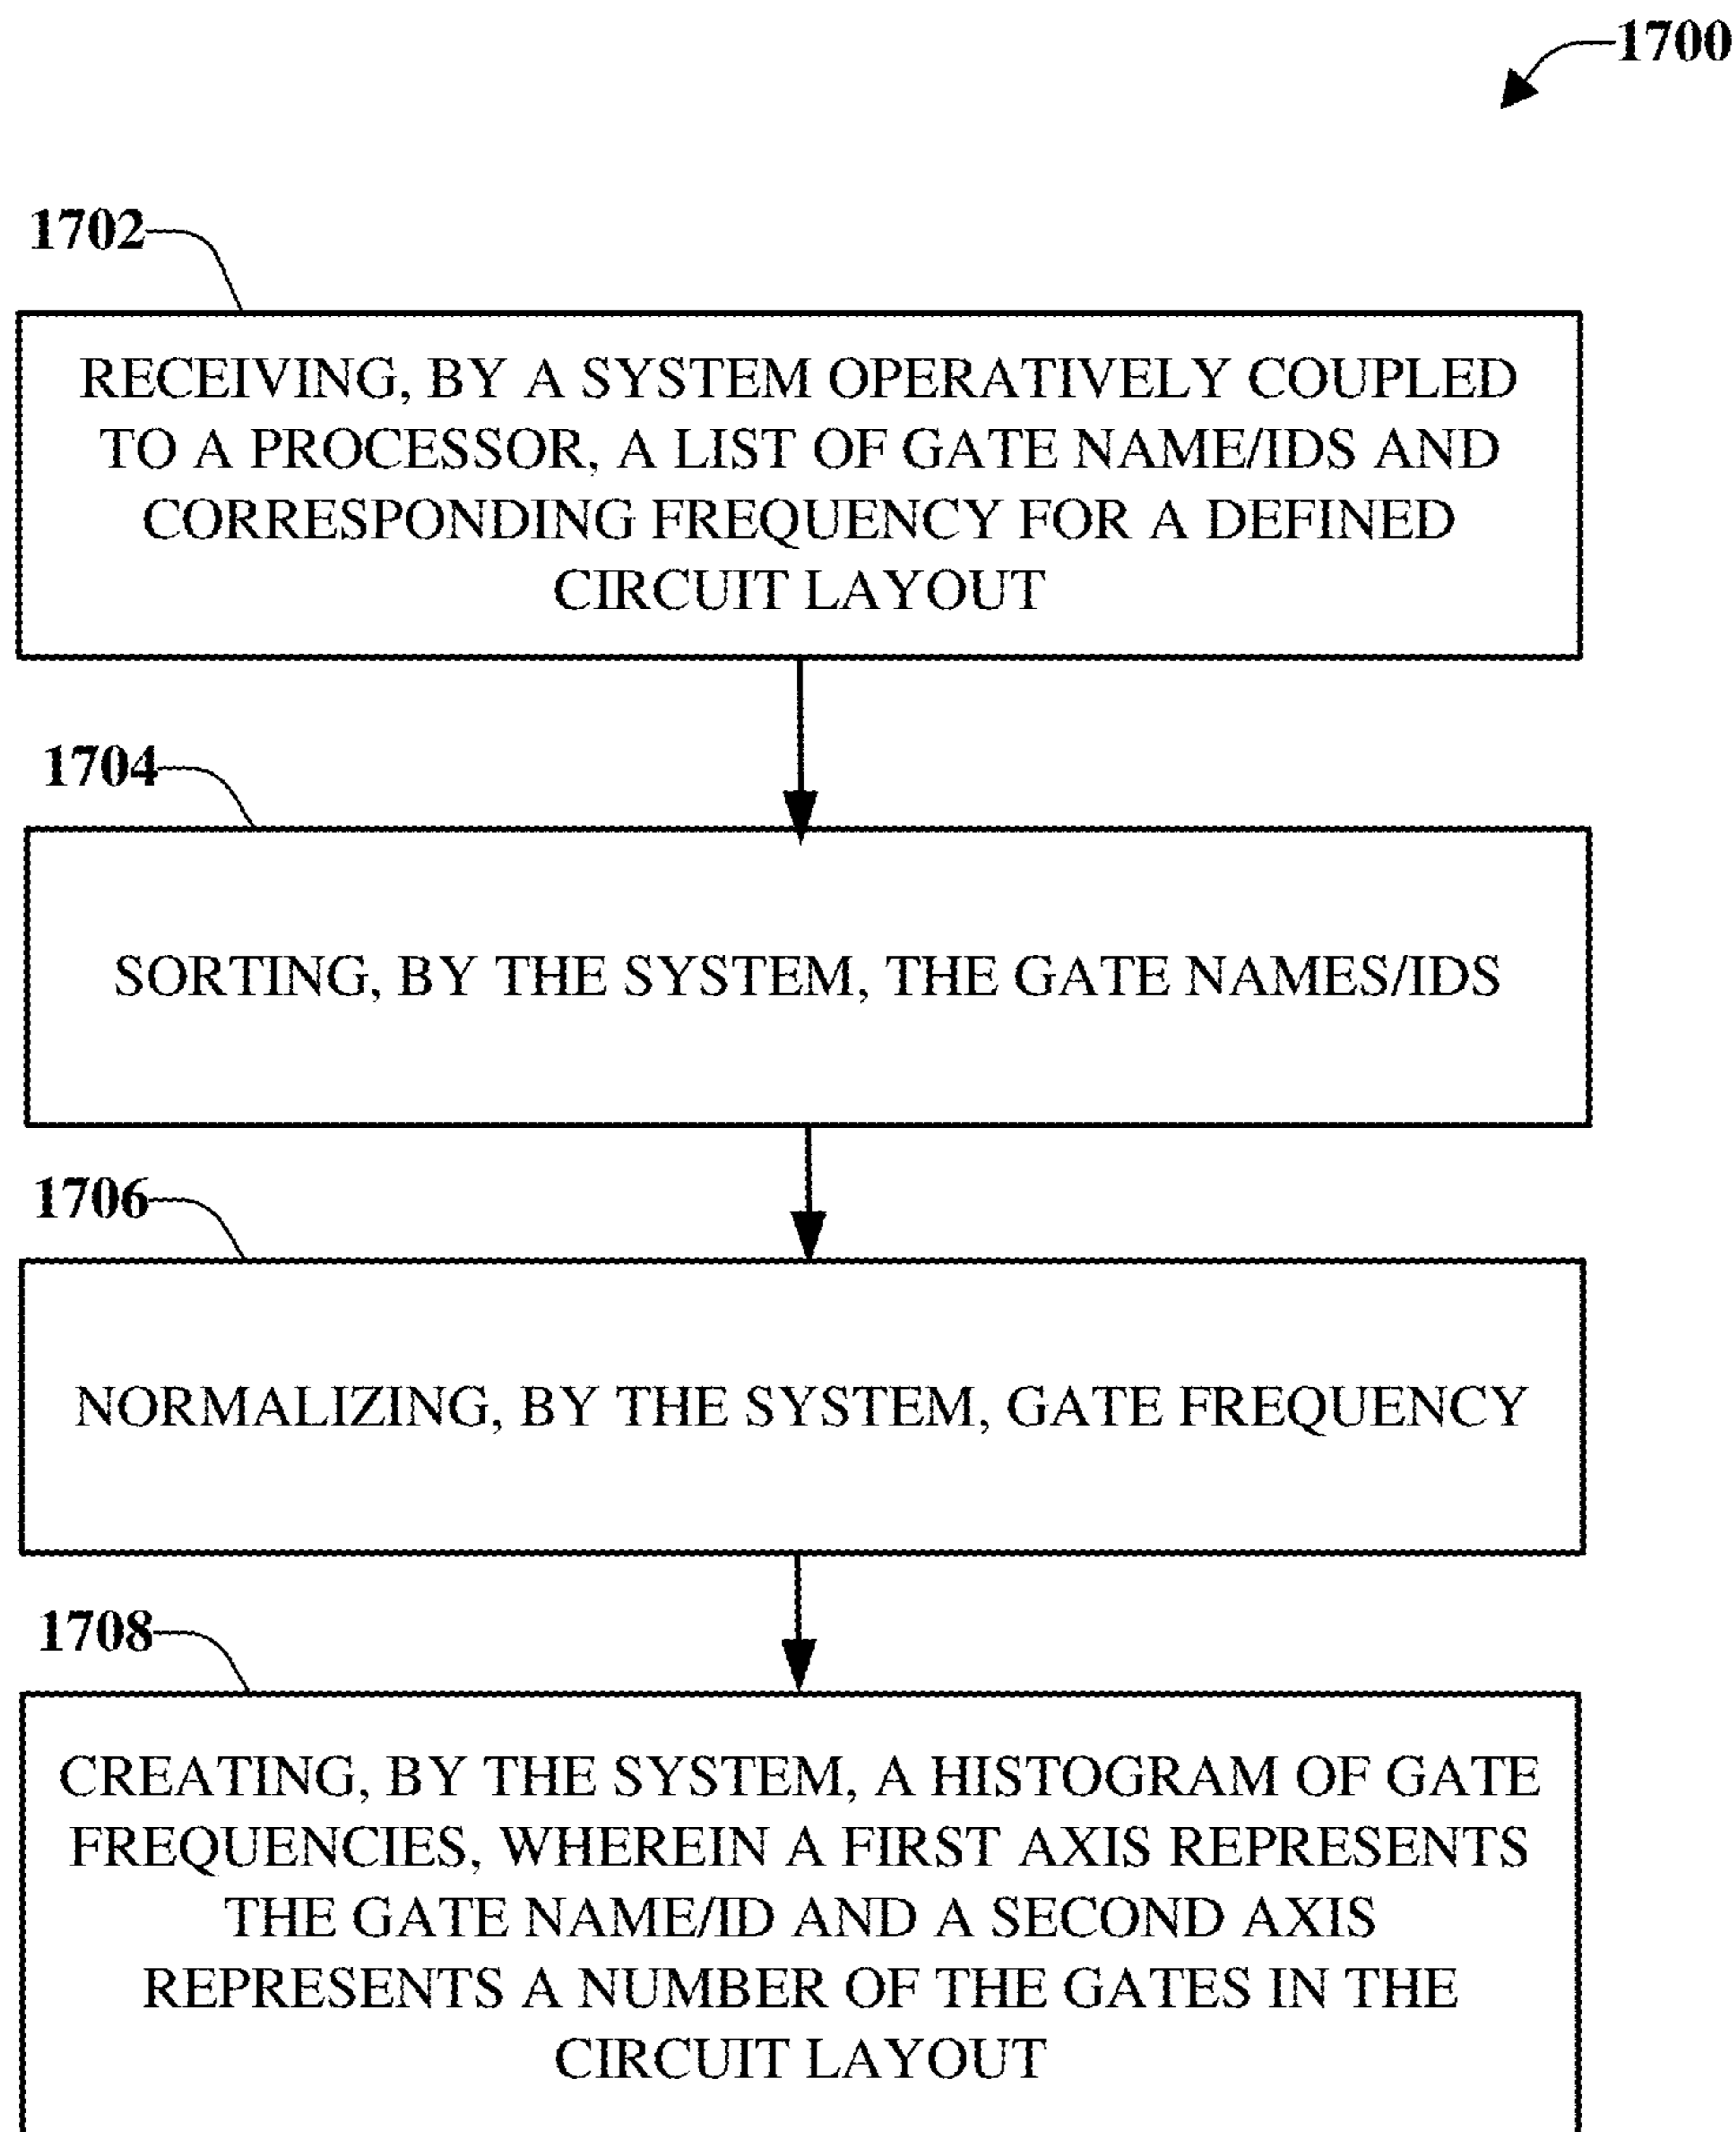 1700
1702
RECEIVING, BY A SYSTEM OPERATIVELY COUPLED
TO A PROCESSOR, A LIST OF GATE NAME/IDS AND
CORRESPONDING FREQUENCY FOR A DEFINED
CIRCUIT LAYOUT
1704
SORTING, BY THE SYSTEM, THE GATE NAMES/IDS
1706
NORMALIZING, BY THE SYSTEM, GATE FREQUENCY
1708
CREATING, BY THE SYSTEM, A HISTOGRAM OF GATE
FREQUENCIES, WHEREIN A FIRST AXIS REPRESENTS
THE GATE NAME/ID AND A SECOND AXIS
REPRESENTS A NUMBER OF THE GATES IN THE
CIRCUIT LAYOUT